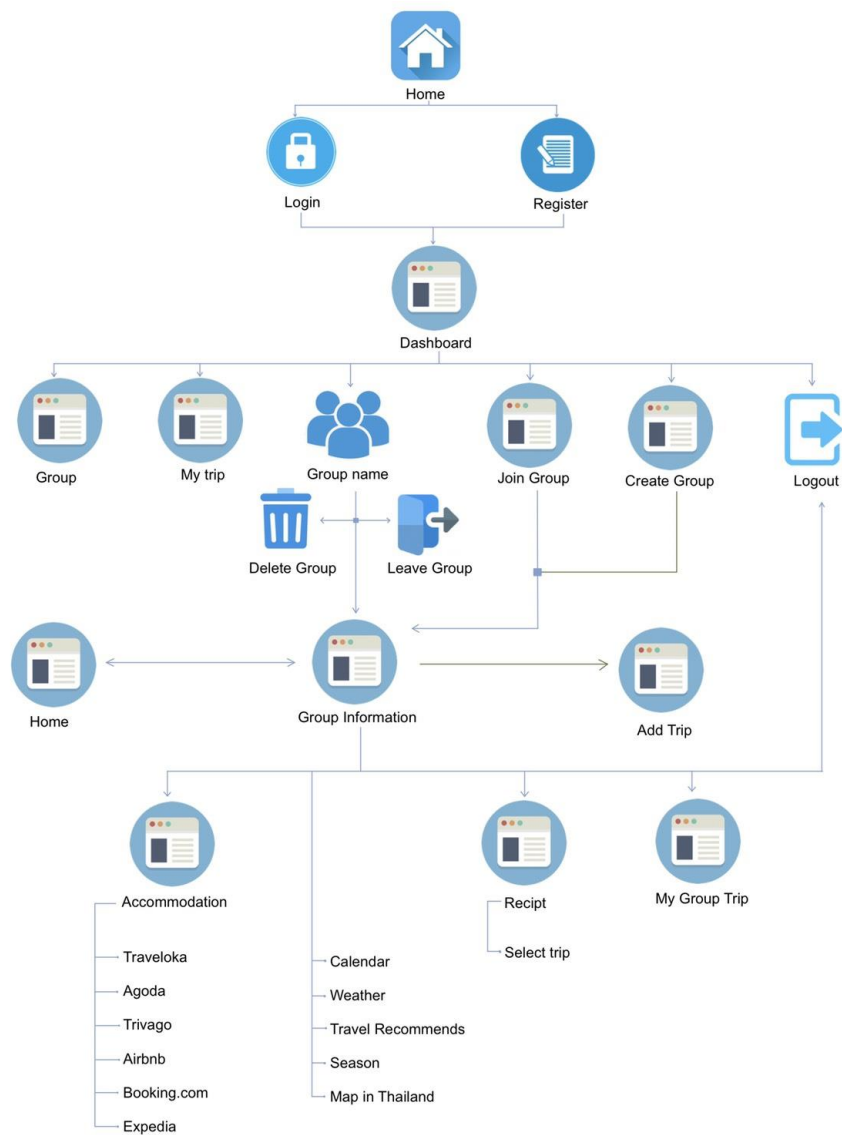 Home
Login
Register
Dashboard
Group
My trip
Group name
Join Group
Create Group
Logout
Delete Group
Leave Group
Home
Group Information
Add Trip
Accommodation
Recipt
My Group Trip
Select trip
Traveloka
Agoda
Trivago
Airbnb
Booking.com
Expedia
Calendar
Weather
Travel Recommends
Season
Map in Thailand